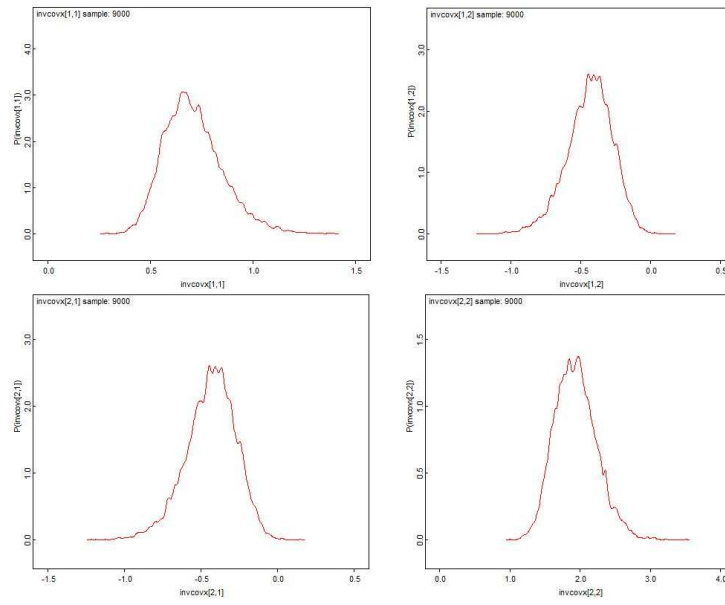 invcovx[1,1] sample: 9000
P(invcovx[1,1])
4.0
3.0
2.0
1.0
0.0
0.0 0.5 1.0 1.5
invcovx[1,1]
invcovx[1,2] sample: 9000
P(invcovx[1,2])
3.0
2.0
1.0
0.0
-1.5 -1.0 -0.5 0.0 0.5
invcovx[1,2]
invcovx[2,1] sample: 9000
P(invcovx[2,1])
3.0
2.0
1.0
0.0
-1.5 -1.0 -0.5 0.0 0.5
invcovx[2,1]
invcovx[2,2] sample: 9000
P(invcovx[2,2])
1.5
1.0
0.5
0.0
0.0 1.0 2.0 3.0 4.0
invcovx[2,2]